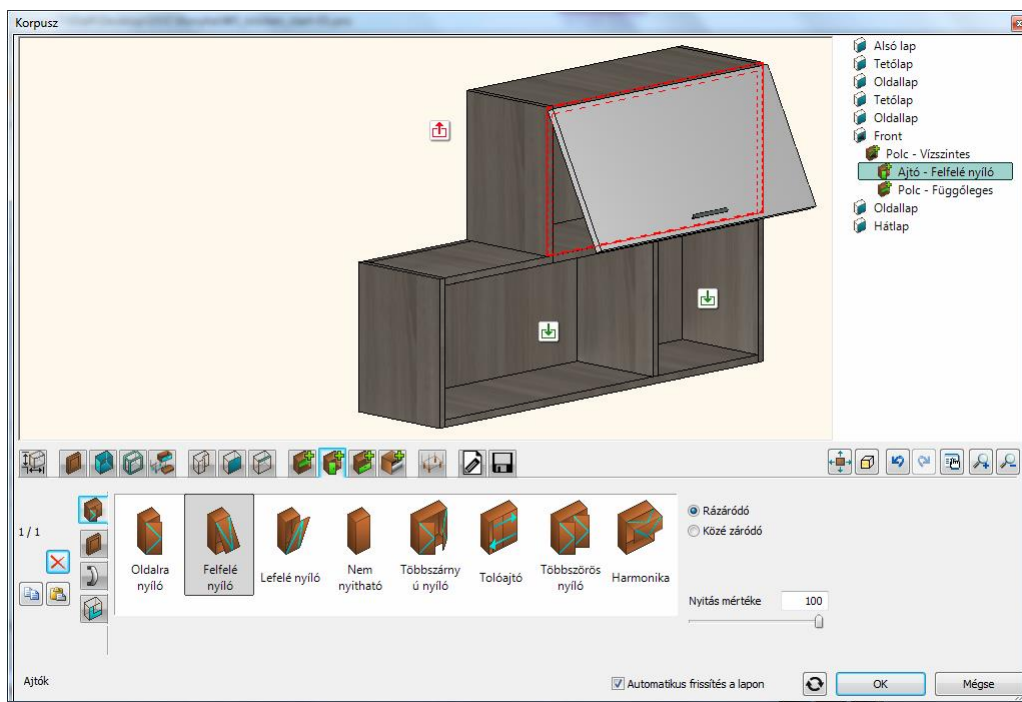 Korpusz
Alsó lap
Tetőlap
Oldallap
Tetőlap
Oldallap
Front
Polc - Vízszintes
Ajtó - Felfelé nyíló
Polc - Függőleges
Oldallap
Hátlap
1 / 1
Oldalra
nyíló
Felfelé
nyíló
Lefelé nyíló
Nem
nyitható
Többszárny
ú nyíló
Tolóajtó
Többszörös
nyíló
Harmonika
Rázáródó
Közé záródó
Nyitás mértéke 100
Ajtók
Automatikus frissítés a lapon
OK
Mégse